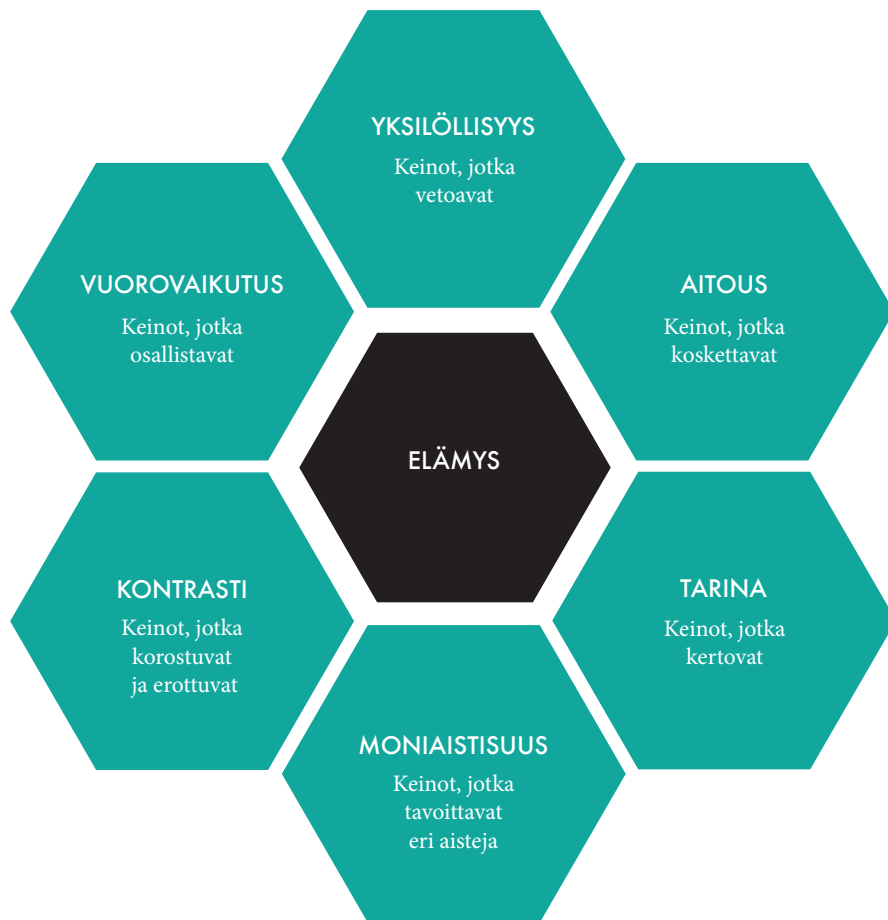 YKSILÖLLISYYS
Keinot, jotka
vetoavat
VUOROVAIKUTUS
Keinot, jotka
osallistavat
AITOUS
Keinot, jotka
koskettavat
ELÄMYS
KONTRASTI
Keinot, jotka
korostuvat
ja erottuvat
TARINA
Keinot, jotka
kertovat
MONIAISTISUUS
Keinot, jotka
tavoittavat
eri aisteja